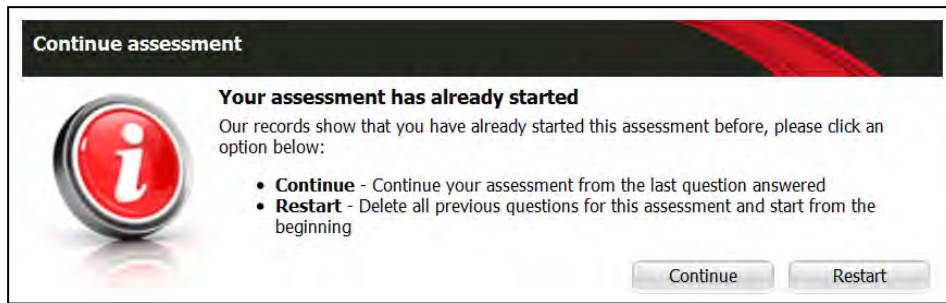 Continue assessment
Your assessment has already started
Our records show that you have already started this assessment before, please click an
option below:
• Continue - Continue your assessment from the last question answered
• Restart - Delete all previous questions for this assessment and start from the
beginning
Continue Restart